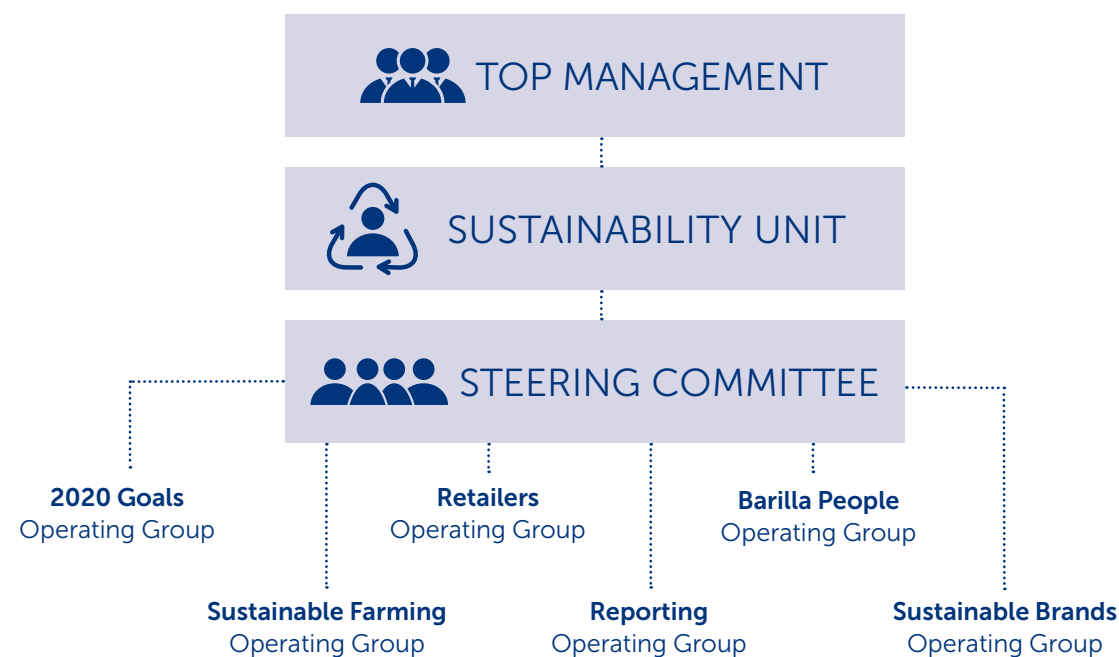 TOP MANAGEMENT
SUSTAINABILITY UNIT
STEERING COMMITTEE
2020 Goals
Operating Group
Retailers
Operating Group
Barilla People
Operating Group
Sustainable Farming
Operating Group
Reporting
Operating Group
Sustainable Brands
Operating Group